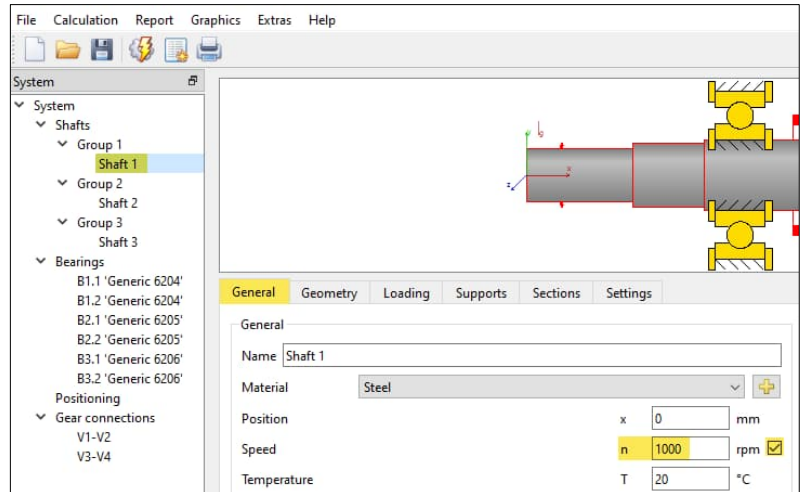 File Calculation Report Graphics Extras Help
System
System
Shafts
Group 1
Shaft 1
Group 2
Shaft 2
Group 3
Shaft 3
Bearings
B1.1 'Generic 6204'
B1.2 'Generic 6204'
B2.1 'Generic 6205'
B2.2 'Generic 6205'
B3.1 'Generic 6206'
B3.2 'Generic 6206'
Positioning
Gear connections
V1-V2
V3-V4
x
General Geometry Loading Supports Sections Settings
General
Name Shaft 1
Material Steel
Position x 0 mm
Speed n 1000 rpm
Temperature T 20 °C